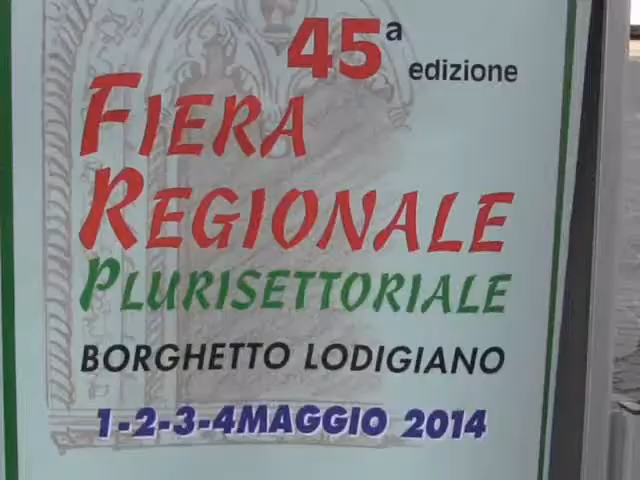 45ª
edizione
FIERA
REGIONALE
PLURISETTORIALE
BORGHETTO LODIGIANO
1-2-3-4MAGGIO 2014